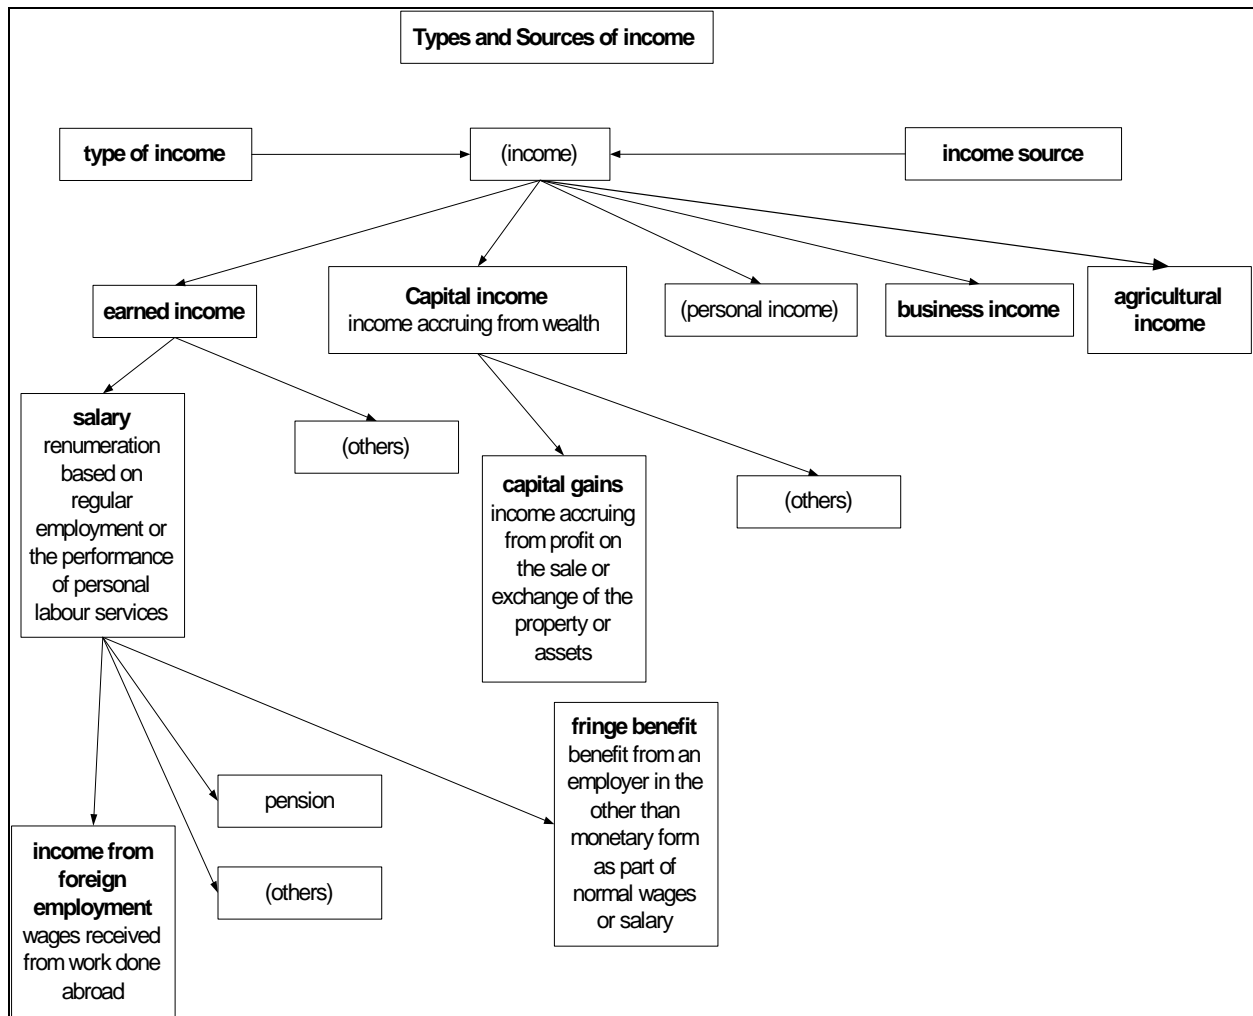 Types and Sources of income
type of income
(income)
income source
earned income
Capital income
income accruing from wealth
(personal income)
business income
agricultural
income
salary
renumeration
based on
regular
employment or
the performance
of personal
labour services
(others)
capital gains
income accruing
from profit on
the sale or
exchange of the
property or
assets
(others)
income from
foreign
employment
wages received
from work done
abroad
pension
(others)
fringe benefit
benefit from an
employer in the
other than
monetary form
as part of
normal wages
or salary